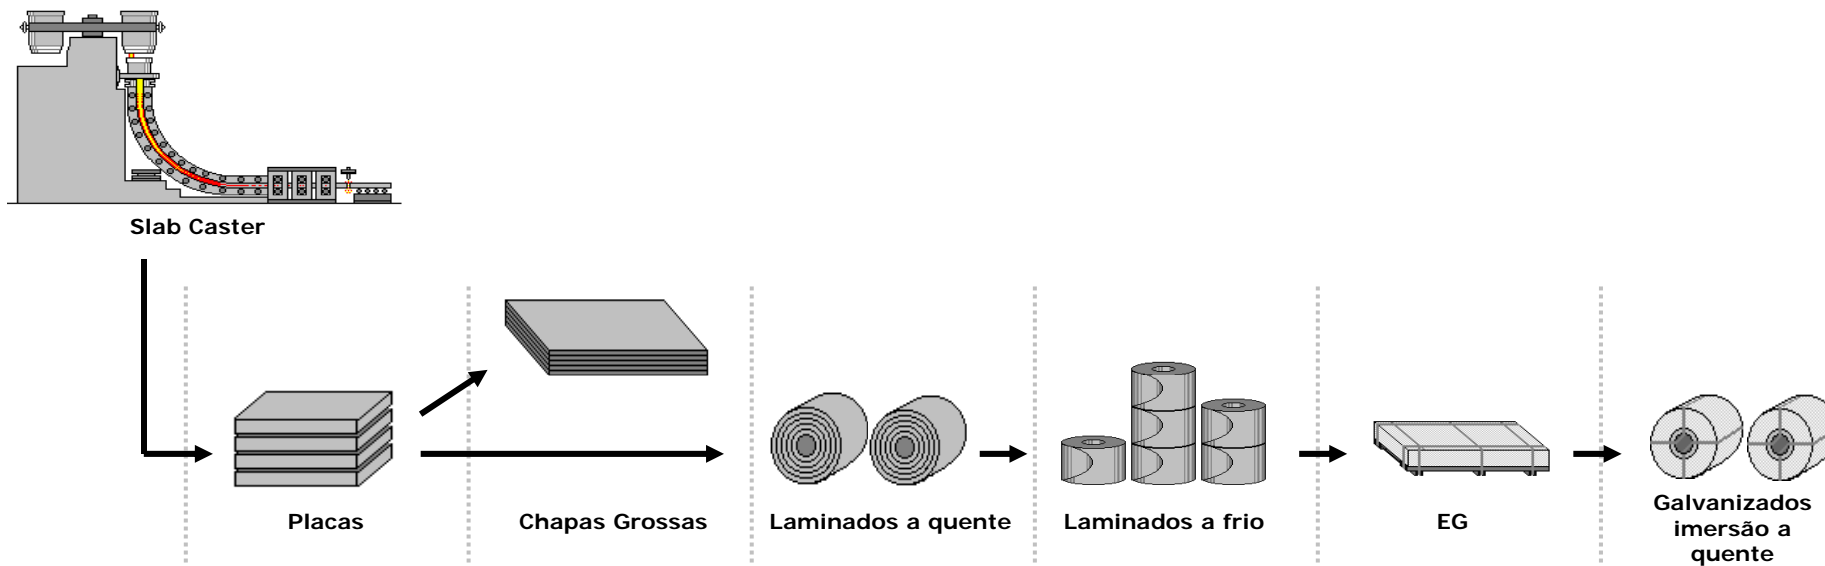 Slab Caster
Placas
Chapas Grossas
Laminados a quente
Laminados a frio
EG
Galvanizados
imersão a
quente